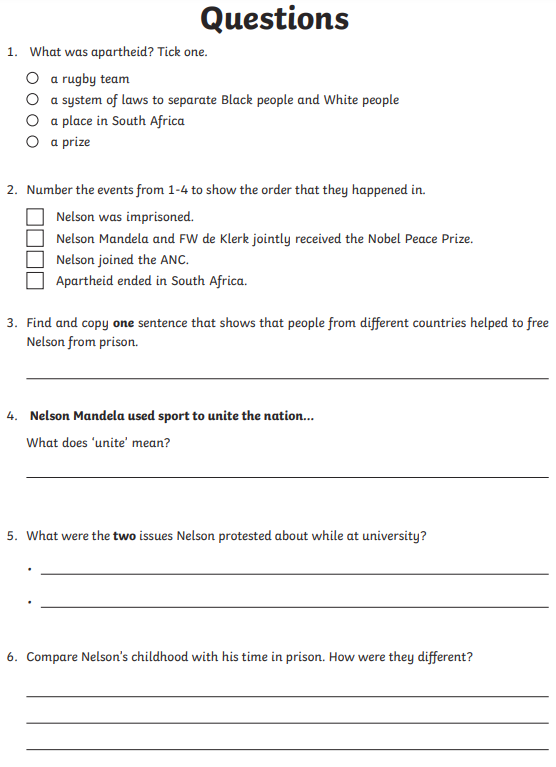 Questions
1. What was apartheid? Tick one.
a rugby team
a system of laws to separate Black people and White people
a place in South Africa
a prize
2. Number the events from 1-4 to show the order that they happened in.
Nelson was imprisoned.
Nelson Mandela and FW de Klerk jointly received the Nobel Peace Prize.
Nelson joined the ANC.
Apartheid ended in South Africa.
3. Find and copy one sentence that shows that people from different countries helped to free
Nelson from prison.
4. Nelson Mandela used sport to unite the nation...
What does ‘unite’ mean?
5. What were the two issues Nelson protested about while at university?
•
•
6. Compare Nelson’s childhood with his time in prison. How were they different?